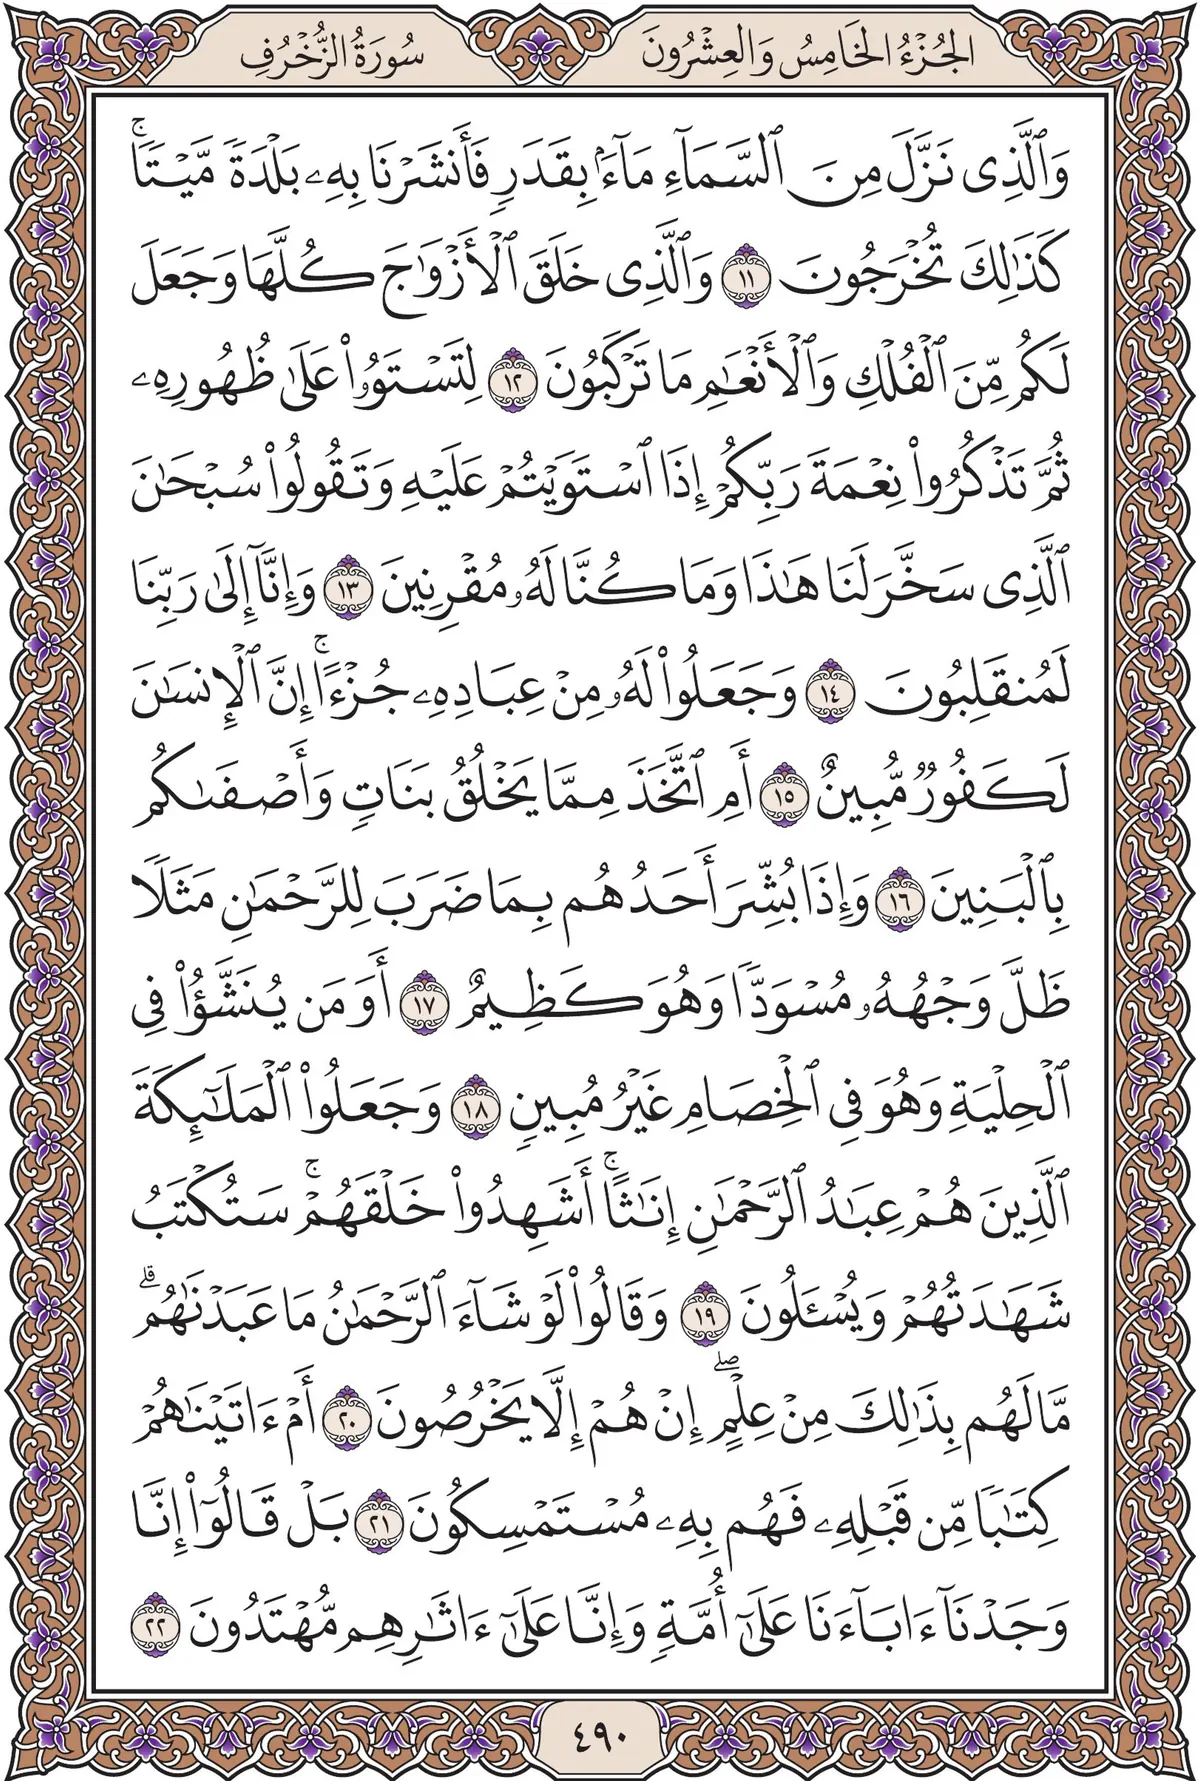 الجُزْءُ الخَامِسُ وَالعِشْرُونَ
سُورَةُ الزُّخْرُفِ
وَٱلَّذِى نَزَّلَ مِنَ ٱلسَّمَآءِ مَآءَۢ بِقَدَرٍ فَأَنشَرْنَا بِهِۦ بَلْدَةً مَّيْتًاۚ
كَذَٰلِكَ تُخْرَجُونَ ١١ وَٱلَّذِى خَلَقَ ٱلْأَزْوَٰجَ كُلَّهَا وَجَعَلَ
لَكُم مِّنَ ٱلْفُلْكِ وَٱلْأَنْعَٰمِ مَا تَرْكَبُونَ ١٢ لِتَسْتَوُۥا۟ عَلَىٰ ظُهُورِهِۦ
ثُمَّ تَذْكُرُوا۟ نِعْمَةَ رَبِّكُمْ إِذَا ٱسْتَوَيْتُمْ عَلَيْهِ وَتَقُولُوا۟ سُبْحَٰنَ
ٱلَّذِى سَخَّرَ لَنَا هَٰذَا وَمَا كُنَّا لَهُۥ مُقْرِنِينَ ١٣ وَإِنَّآ إِلَىٰ رَبِّنَا
لَمُنقَلِبُونَ ١٤ وَجَعَلُوا۟ لَهُۥ مِنْ عِبَادِهِۦ جُزْءًاۚ إِنَّ ٱلْإِنسَٰنَ
لَكَفُورٌ مُّبِينٌ ١٥ أَمِ ٱتَّخَذَ مِمَّا يَخْلُقُ بَنَاتٍ وَأَصْفَىٰكُم
بِٱلْبَنِينَ ١٦ وَإِذَا بُشِّرَ أَحَدُهُم بِمَا ضَرَبَ لِلرَّحْمَٰنِ مَثَلًا
ظَلَّ وَجْهُهُۥ مُسْوَدًّا وَهُوَ كَظِيمٌ ١٧ أَوَمَن يُنَشَّؤُا۟ فِى
ٱلْحِلْيَةِ وَهُوَ فِى ٱلْخِصَامِ غَيْرُ مُبِينٍ ١٨ وَجَعَلُوا۟ ٱلْمَلَٰٓئِكَةَ
ٱلَّذِينَ هُمْ عِبَٰدُ ٱلرَّحْمَٰنِ إِنَٰثًاۚ أَشَهِدُوا۟ خَلْقَهُمْۚ سَتُكْتَبُ
شَهَٰدَتُهُمْ وَيُسْـَٔلُونَ ١٩ وَقَالُوا۟ لَوْ شَآءَ ٱلرَّحْمَٰنُ مَا عَبَدْنَٰهُمۗ
مَّا لَهُم بِذَٰلِكَ مِنْ عِلْمٍۖ إِنْ هُمْ إِلَّا يَخْرُصُونَ ٢٠ أَمْ ءَاتَيْنَٰهُمْ
كِتَٰبًا مِّن قَبْلِهِۦ فَهُم بِهِۦ مُسْتَمْسِكُونَ ٢١ بَلْ قَالُوٓا۟ إِنَّا
وَجَدْنَآ ءَابَآءَنَا عَلَىٰٓ أُمَّةٍ وَإِنَّا عَلَىٰٓ ءَاثَٰرِهِم مُّهْتَدُونَ ٢٢
٤٩٠